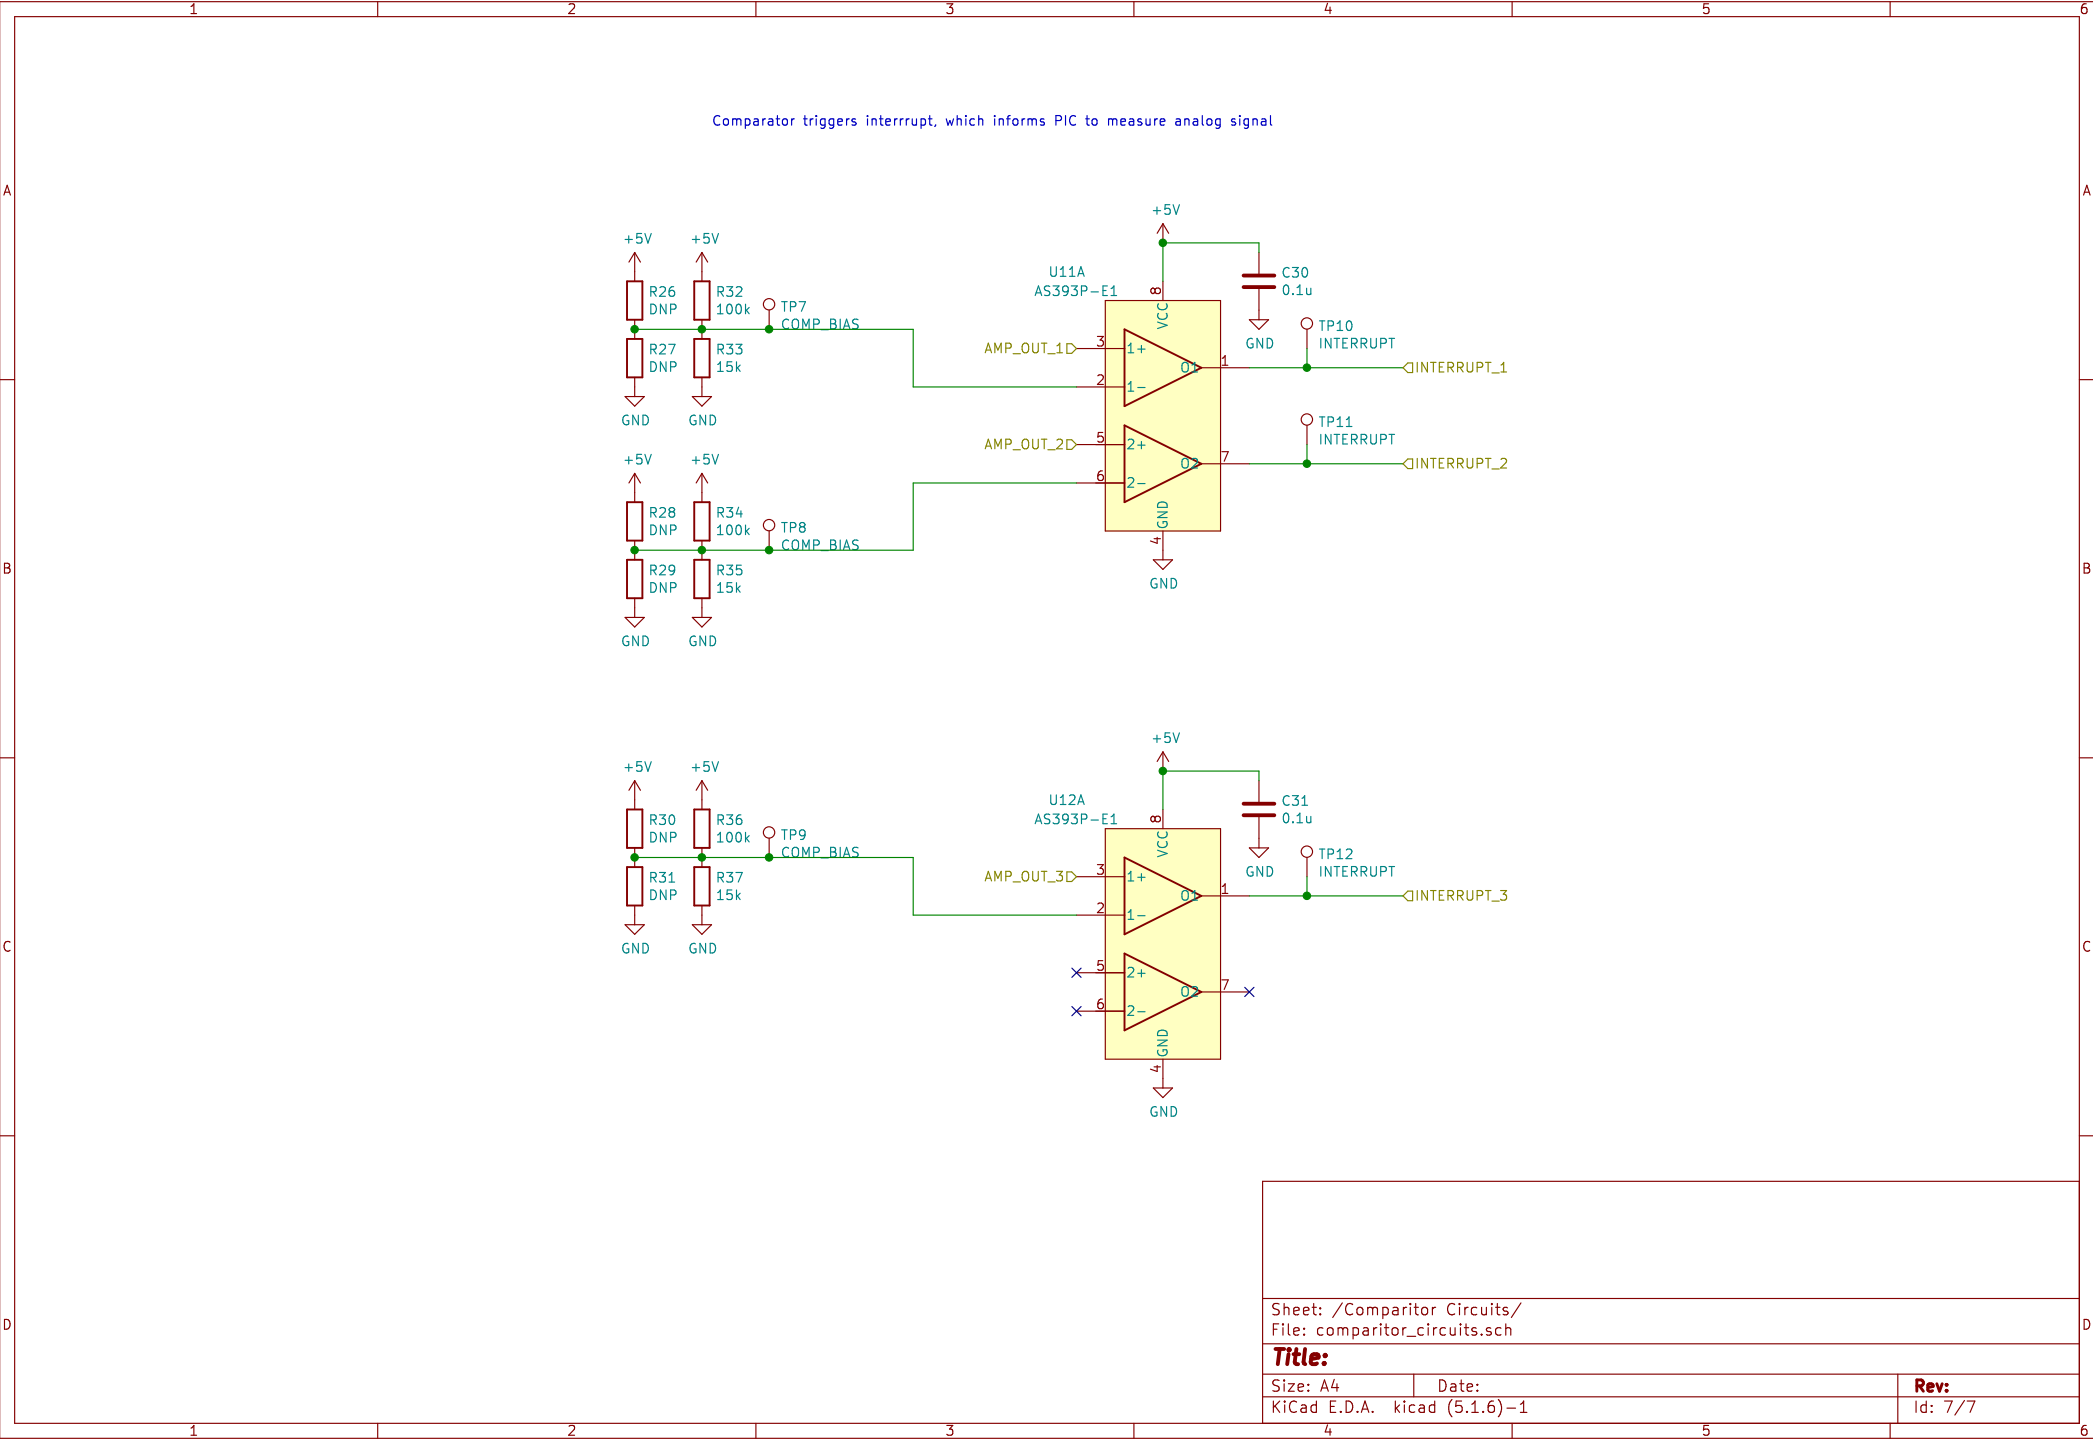 1 2 3 4 5 6
Comparator triggers interrrupt, which informs PIC to measure analog signal
A A
+5V
+5V +5V
U11A
AS393P-E1
C30
0.1u
R26
DNP
R32
100k
TP7
COMP_BIAS
8
VCC
GND
TP10
INTERRUPT
R27
DNP
R33
15k
AMP_OUT_1
3 1+
O1 1
INTERRUPT_1
2 1-
GND GND
TP11
INTERRUPT
AMP_OUT_2
5 2+
O2 7
INTERRUPT_2
6 2-
+5V +5V
R28
DNP
R34
100k
TP8
COMP_BIAS
GND
4
GND
B B
R29
DNP
R35
15k
GND GND
+5V
+5V +5V
U12A
AS393P-E1
C31
0.1u
R30
DNP
R36
100k
TP9
COMP_BIAS
8
VCC
GND
TP12
INTERRUPT
R31
DNP
R37
15k
AMP_OUT_3
3 1+
O1 1
INTERRUPT_3
2 1-
GND GND
C C
5 2+
O2 7
6 2-
GND
4
GND
Sheet: /Comparitor Circuits/
File: comparitor_circuits.sch
D D
Title:
Size: A4 Date: Rev:
KiCad E.D.A. kicad (5.1.6)-1 Id: 7/7
1 2 3 4 5 6